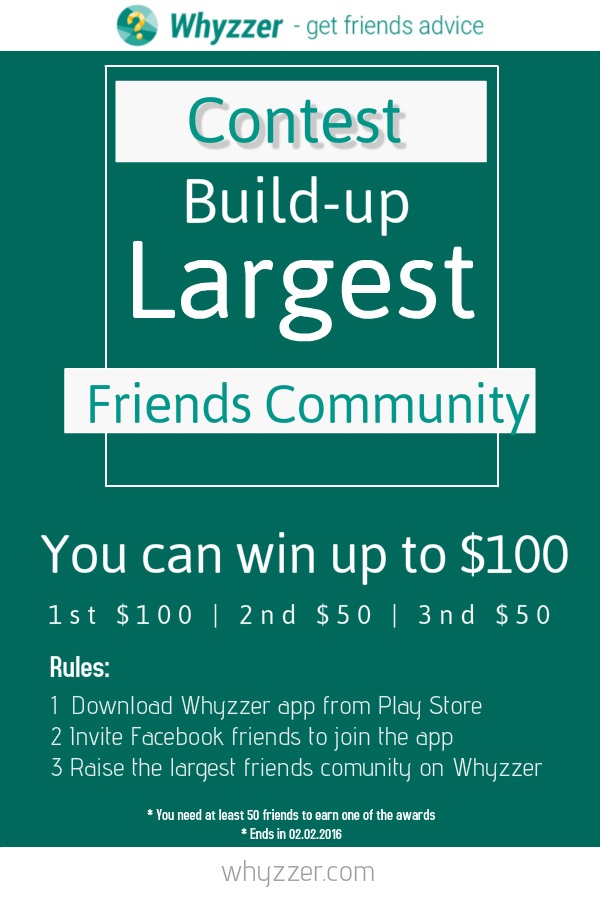 Whyzzer - get friends advice
Contest
Build-up
Largest
Friends Community
You can win up to $100
1st $100 | 2nd $50 | 3nd $50
Rules:
1 Download Whyzzer app from Play Store
2 Invite Facebook friends to join the app
3 Raise the largest friends comunity on Whyzzer
* You need at least 50 friends to earn one of the awards
* Ends in 02.02.2016
whyzzer.com